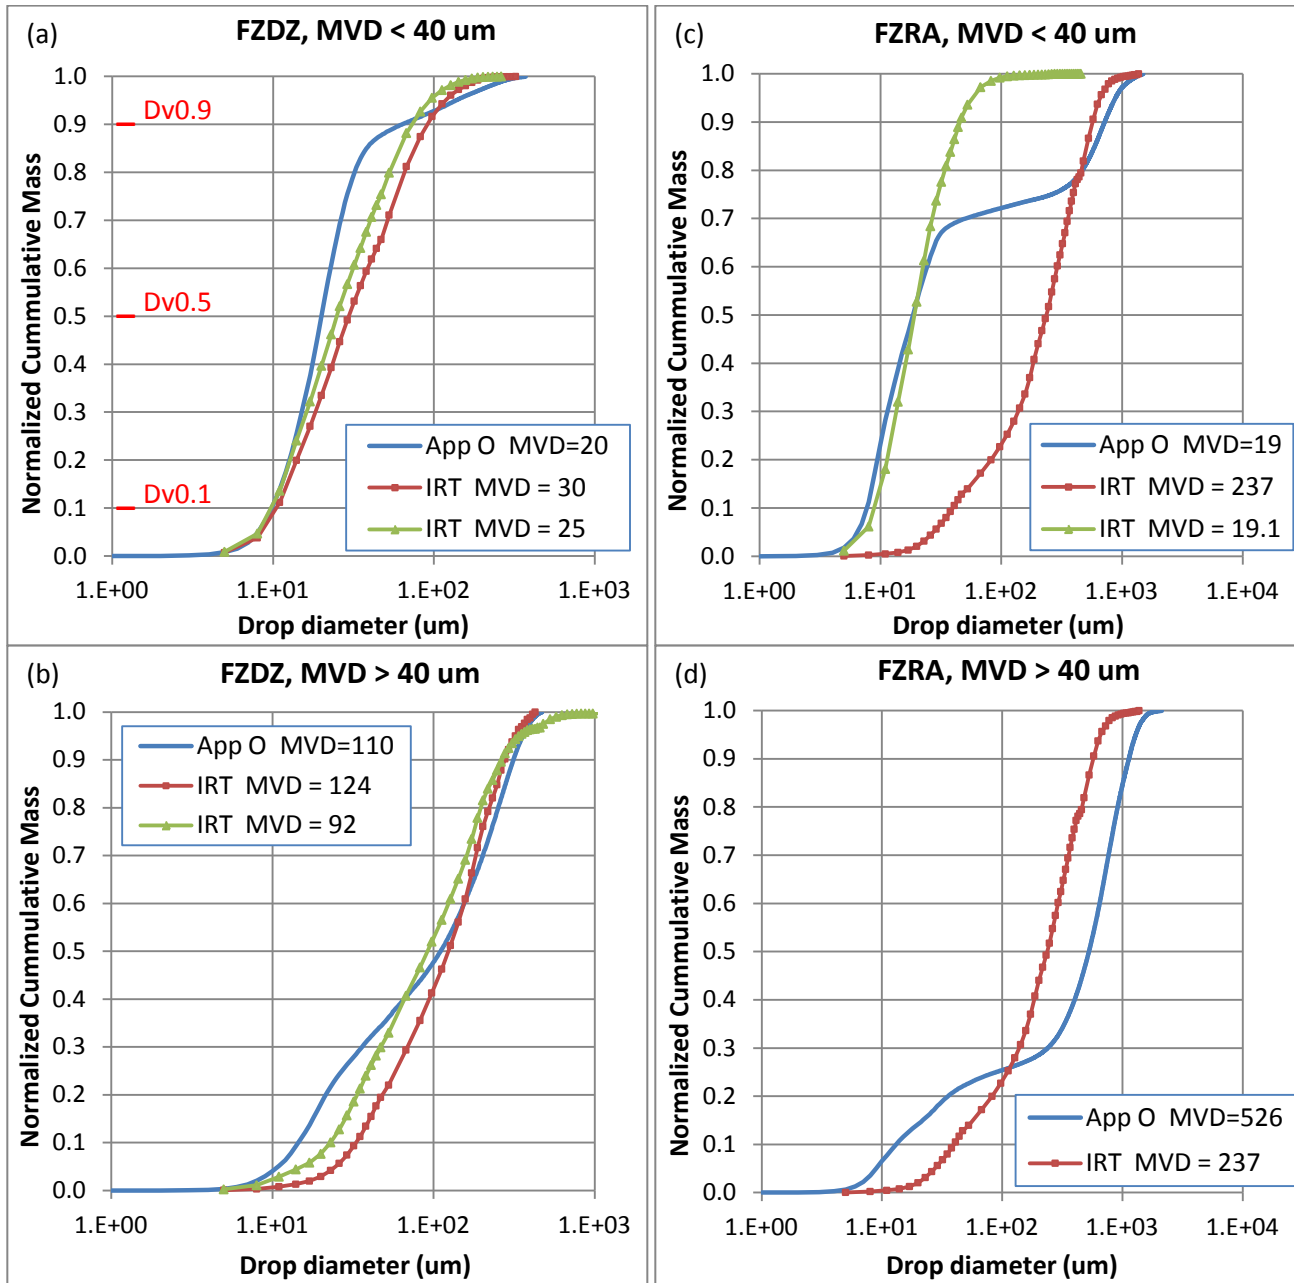 (a)
FZDZ, MVD < 40 um
Normalized Cummulative Mass
1.0
0.9
0.8
0.7
0.6
0.5
0.4
0.3
0.2
0.1
0.0
Dv0.9
Dv0.5
Dv0.1
App O MVD=20
IRT MVD = 30
IRT MVD = 25
1.E+00 1.E+01 1.E+02 1.E+03
Drop diameter (um)
(c)
FZRA, MVD < 40 um
Normalized Cummulative Mass
1.0
0.9
0.8
0.7
0.6
0.5
0.4
0.3
0.2
0.1
0.0
App O MVD=19
IRT MVD = 237
IRT MVD = 19.1
1.E+00 1.E+01 1.E+02 1.E+03 1.E+04
Drop diameter (um)
(b)
FZDZ, MVD > 40 um
Normalized Cummulative Mass
1.0
0.9
0.8
0.7
0.6
0.5
0.4
0.3
0.2
0.1
0.0
App O MVD=110
IRT MVD = 124
IRT MVD = 92
1.E+00 1.E+01 1.E+02 1.E+03
Drop diameter (um)
(d)
FZRA, MVD > 40 um
Normalized Cummulative Mass
1.0
0.9
0.8
0.7
0.6
0.5
0.4
0.3
0.2
0.1
0.0
App O MVD=526
IRT MVD = 237
1.E+00 1.E+01 1.E+02 1.E+03 1.E+04
Drop diameter (um)